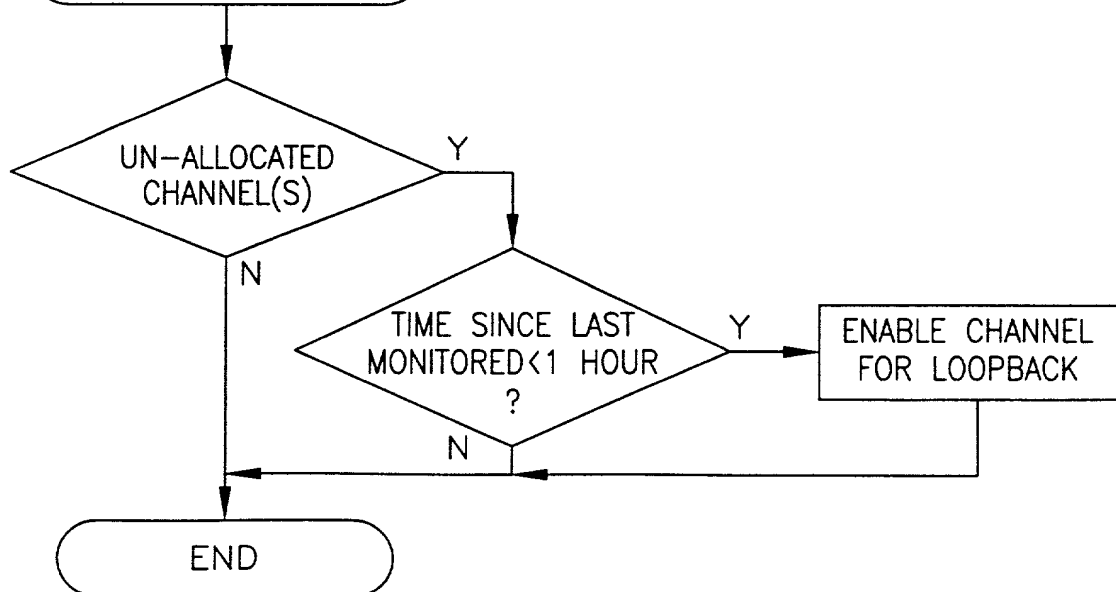 UN-ALLOCATED
CHANNEL(S)
Y
N
TIME SINCE LAST
MONITORED<1 HOUR
?
Y
N
ENABLE CHANNEL
FOR LOOPBACK
END